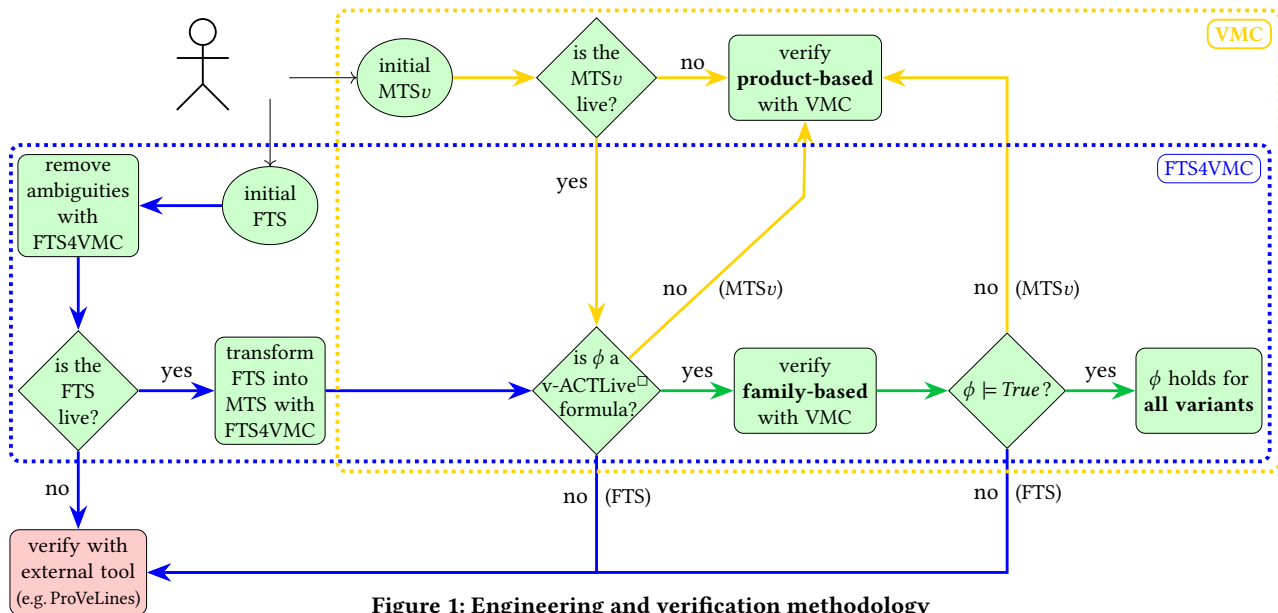 VMC
initial
MTSv
is the
MTSv
live?
no
verify
product-based
with VMC
FTS4VMC
remove
ambiguities
with
FTS4VMC
initial
FTS
yes
no (MTSv)
no (MTSv)
is the
FTS
live?
yes
transform
FTS into
MTS with
FTS4VMC
is ϕ a
v-ACTLive□
formula?
yes
verify
family-based
with VMC
ϕ ⊨ True?
yes
ϕ holds for
all variants
no
no (FTS)
no (FTS)
verify with
external tool
(e.g. ProVeLines)
Figure 1: Engineering and verification methodology